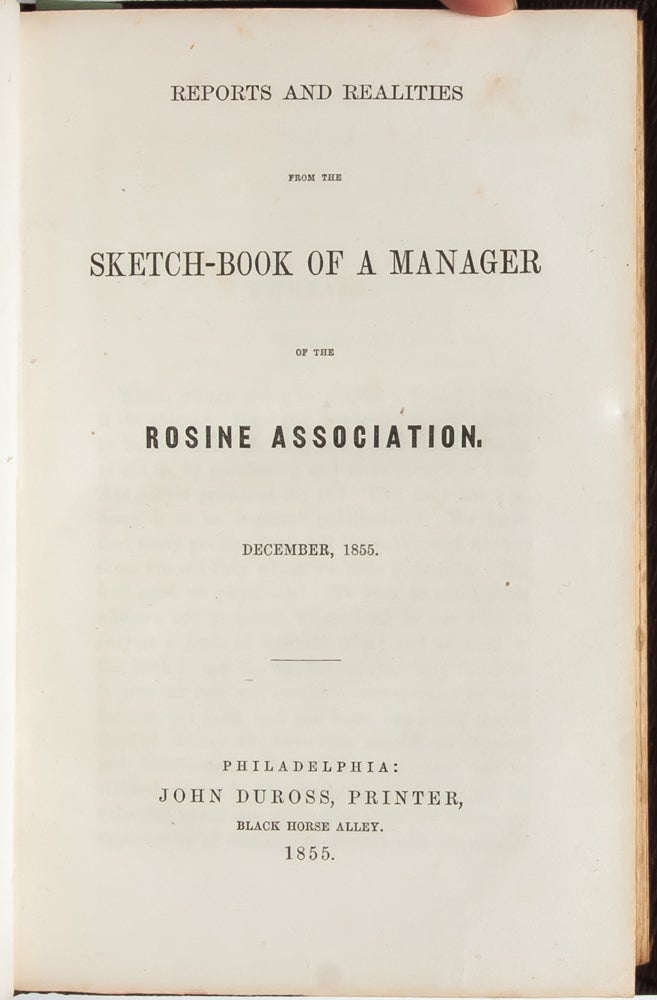 REPORTS AND REALITIES
FROM THE
SKETCH-BOOK OF A MANAGER
OF THE
ROSINE ASSOCIATION.
DECEMBER, 1855.
PHILADELPHIA:
JOHN DUROSS, PRINTER,
BLACK HORSE ALLEY.
1855.